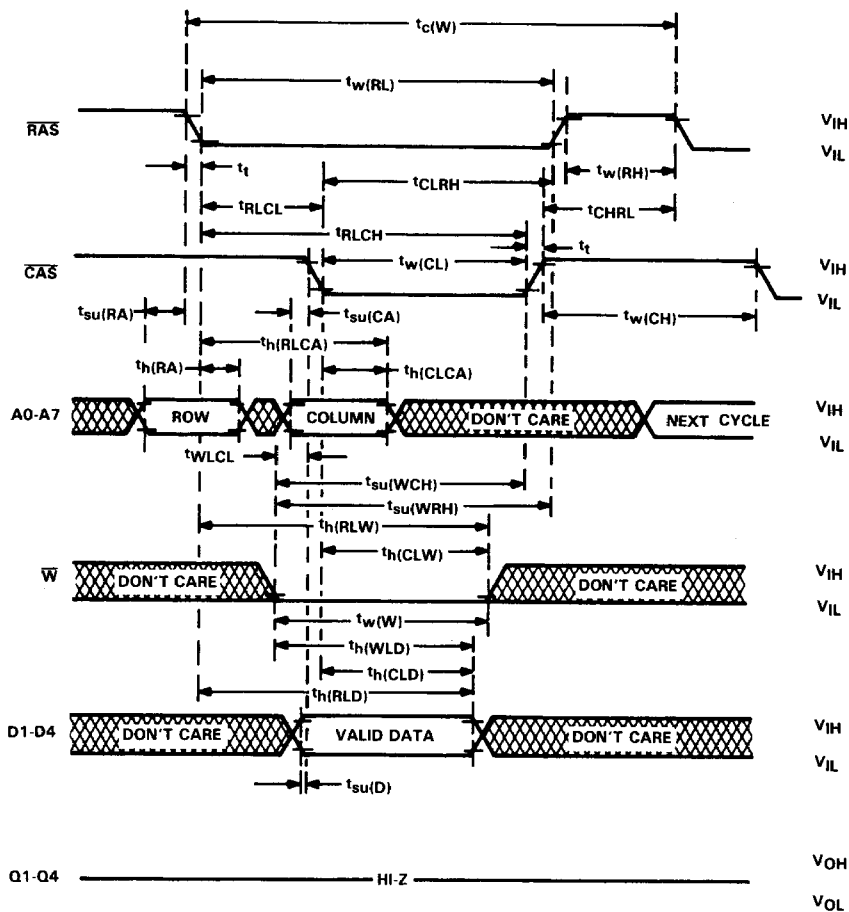 tc(W)
tw(RL)
RAS
VIH
VIL
tt
tCLRH
tw(RH)
tRLCL
tCHRL
tRLCH
tt
CAS
tw(CL)
VIH
VIL
tsu(RA)
tsu(CA)
tw(CH)
th(RLCA)
th(RA)
th(CLCA)
A0-A7
ROW
COLUMN
DON'T CARE
NEXT CYCLE
VIH
VIL
tWLCL
tsu(WCH)
tsu(WRH)
th(RLW)
th(CLW)
W
DON'T CARE
DON'T CARE
VIH
VIL
tw(W)
th(WLD)
th(CLD)
th(RLD)
D1-D4
DON'T CARE
VALID DATA
DON'T CARE
VIH
VIL
tsu(D)
Q1-Q4
HI-Z
VOH
VOL